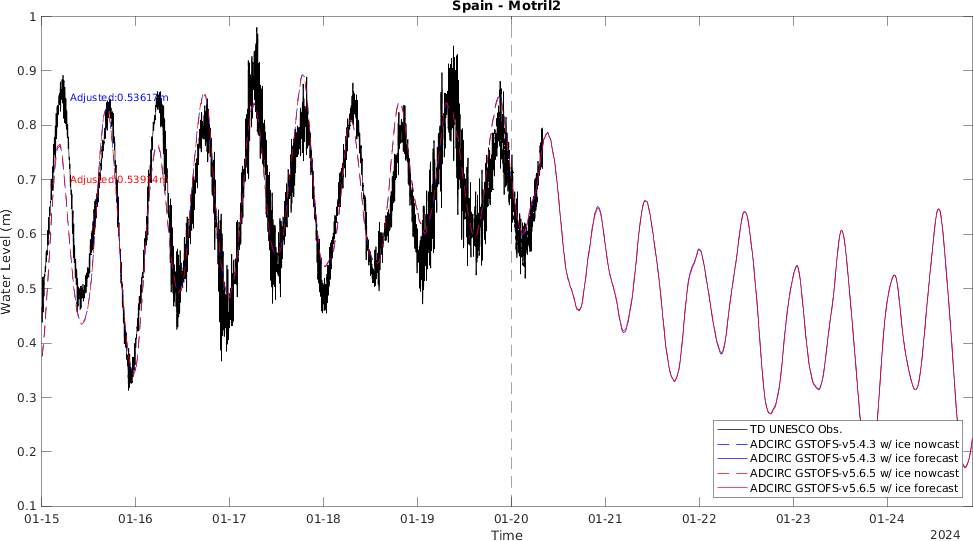 Spain - Motril2
1
0.9
0.8
0.7
0.6
0.5
0.4
0.3
0.2
0.1
Water Level (m)
Adjusted:0.53617m
Adjusted:0.53974m
TD UNESCO Obs.
ADCIRC GSTOFS-v5.4.3 w/ ice nowcast
ADCIRC GSTOFS-v5.4.3 w/ ice forecast
ADCIRC GSTOFS-v5.6.5 w/ ice nowcast
ADCIRC GSTOFS-v5.6.5 w/ ice forecast
01-15 01-16 01-17 01-18 01-19 01-20 01-21 01-22 01-23 01-24
Time
2024